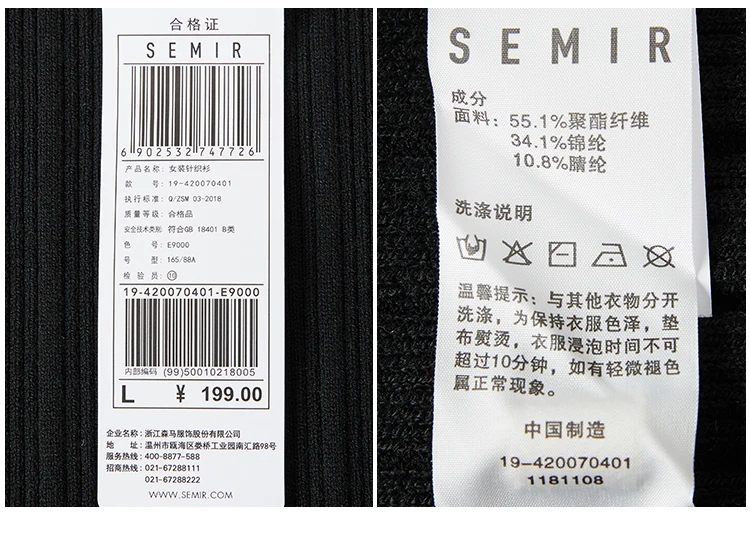 合格证
SEMIR
6 902532 747726
产品名称: 女装针织衫
款 号: 19-420070401
执行标准: Q/ZSM 03-2018
质量等级: 合格品
安全技术类别: 符合GB 18401 B类
色 号: E9000
号 型: 165/88A
检 验 员: ⑩
19-420070401-E9000
内部编码 (99)50010218005
L ¥ 199.00
企业名称: 浙江森马服饰股份有限公司
地 址: 温州市瓯海区娄桥工业园南汇路98号
服务热线: 400-8877-588
招商热线: 021-67288111
021-67288222
WWW.SEMIR.COM
SEMIR
成分
面料: 55.1%聚酯纤维
34.1%锦纶
10.8%腈纶
洗涤说明
温馨提示: 与其他衣物分开
洗涤, 为保持衣服色泽, 垫
布熨烫, 衣服浸泡时间不可
超过10分钟, 如有轻微褪色
属正常现象。
中国制造
19-420070401
1181108